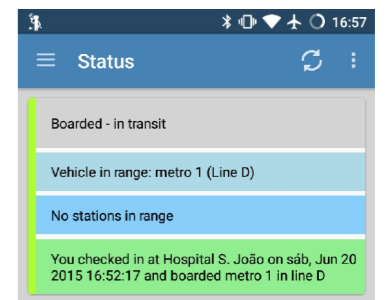 16:57
Status
Boarded - in transit
Vehicle in range: metro 1 (Line D)
No stations in range
You checked in at Hospital S. João on sáb, Jun 20
2015 16:52:17 and boarded metro 1 in line D